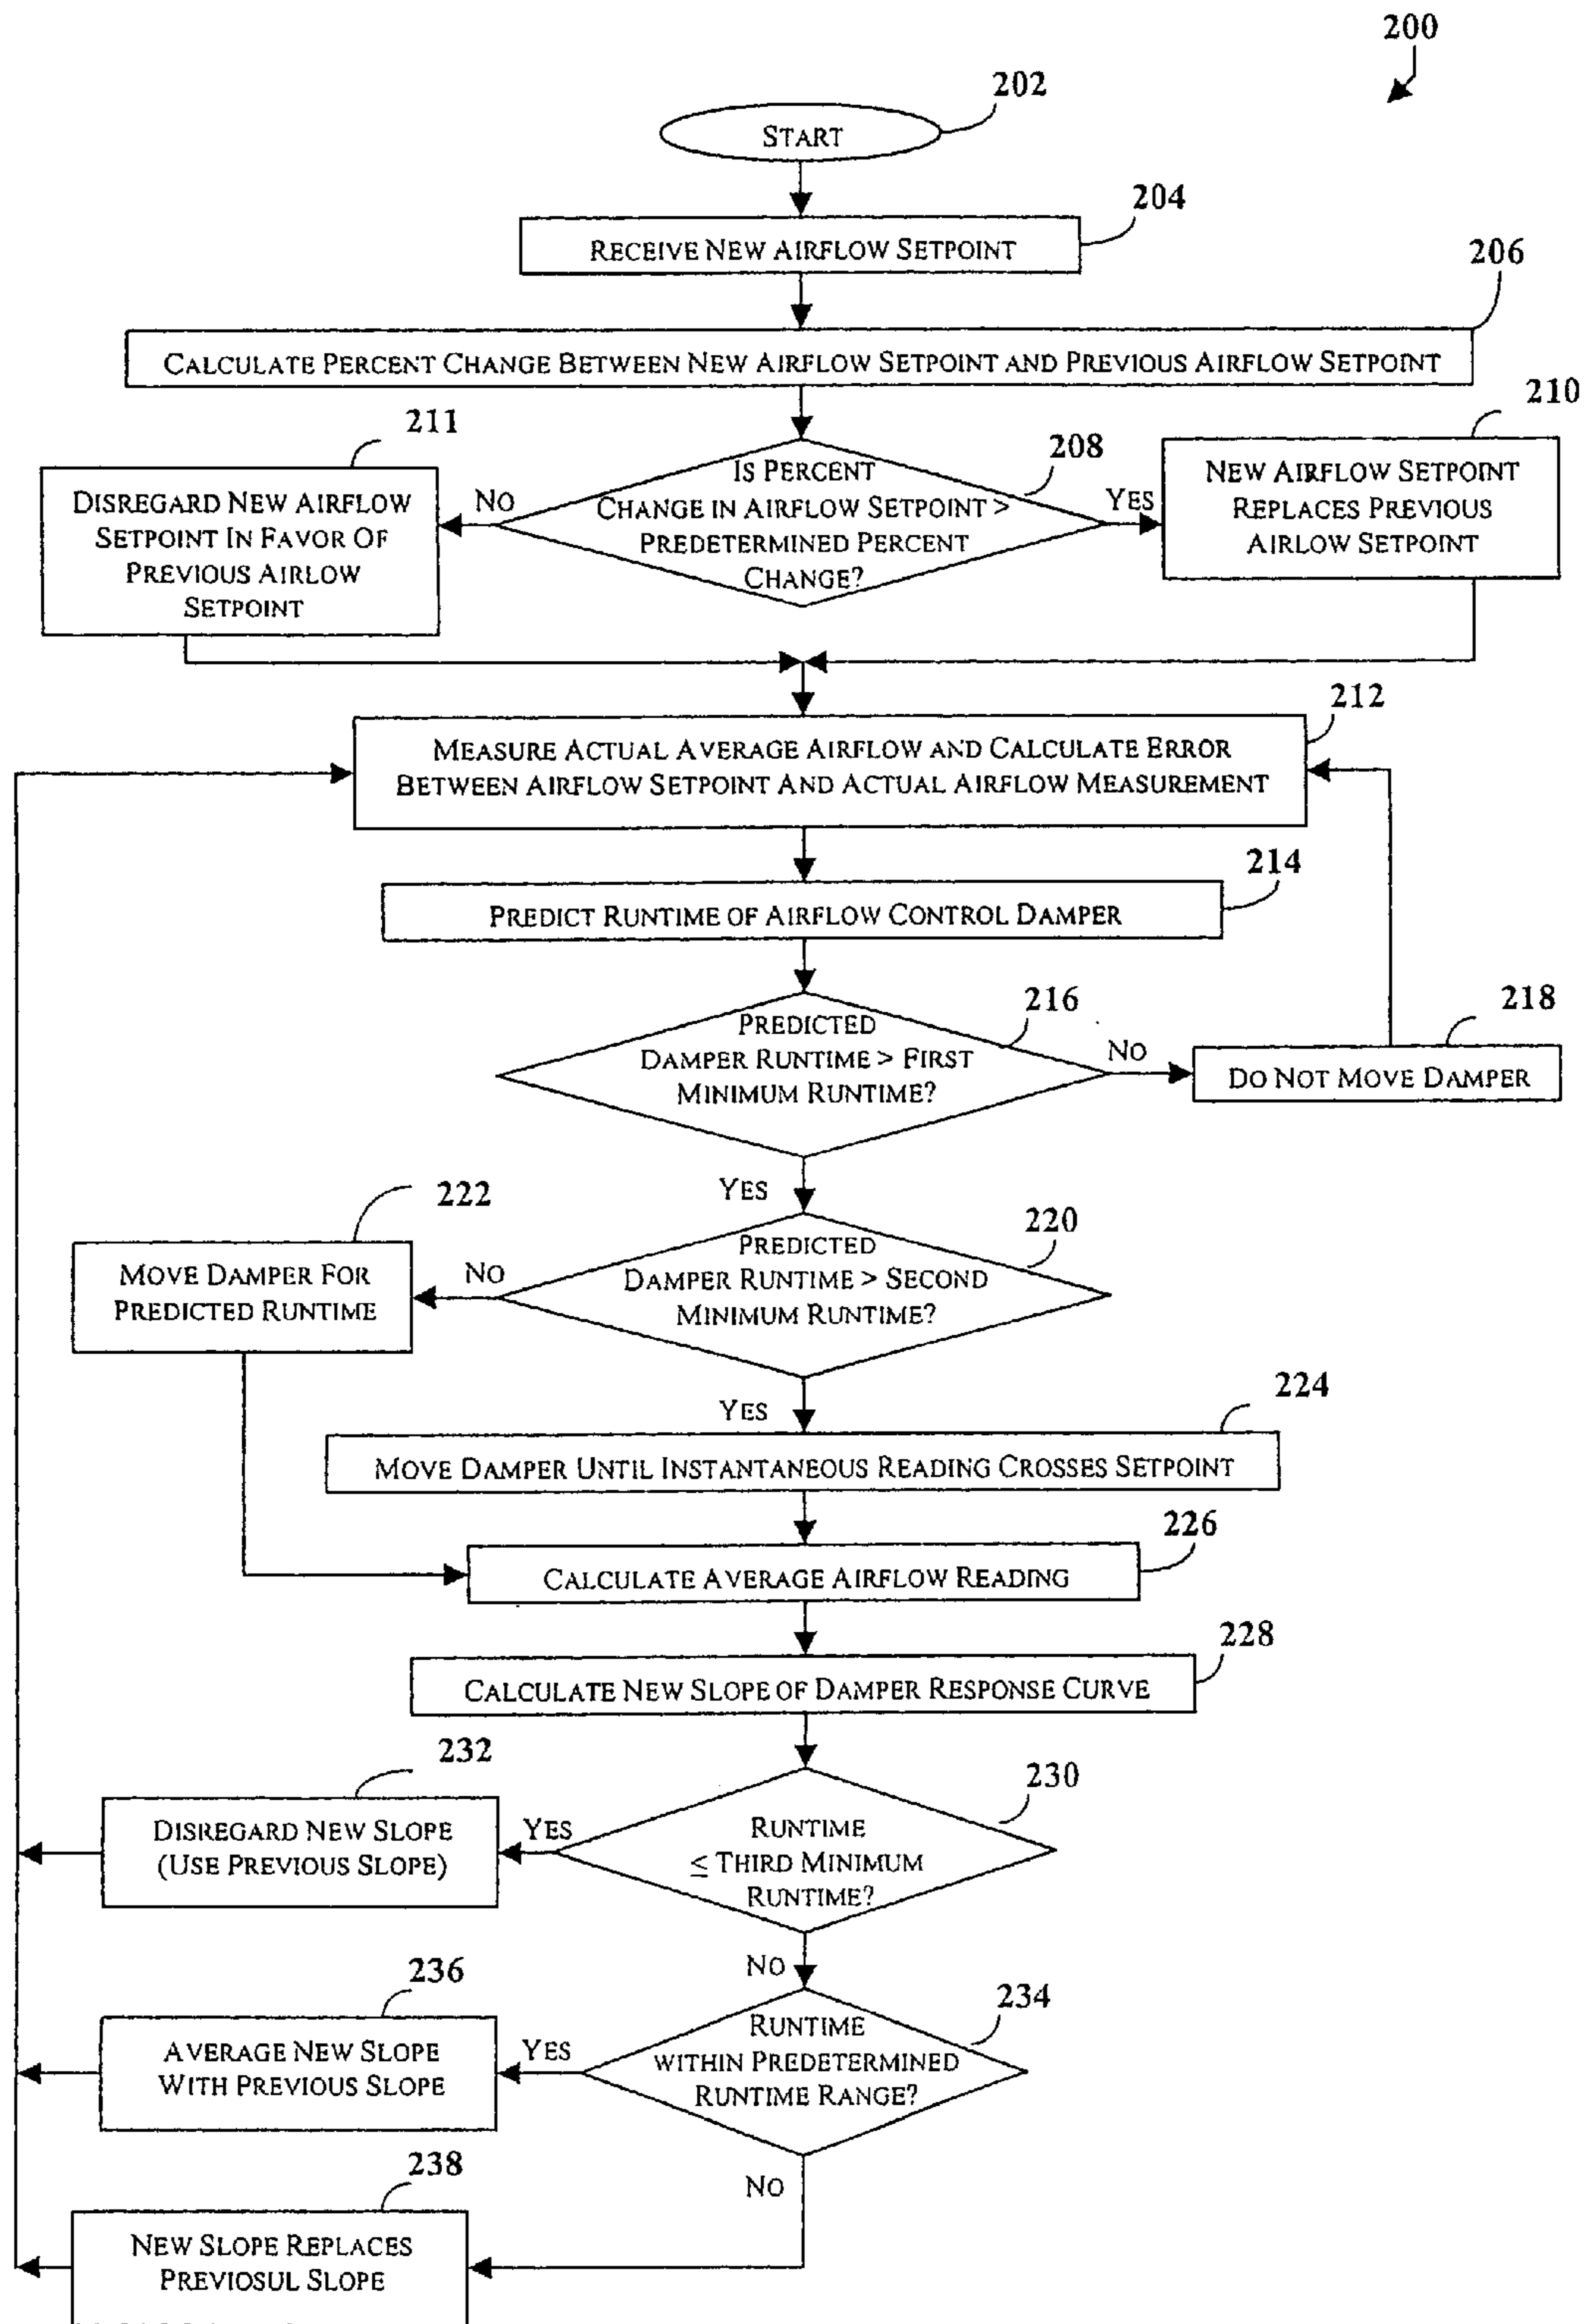 200
202
START
204
RECEIVE NEW AIRFLOW SETPOINT
206
CALCULATE PERCENT CHANGE BETWEEN NEW AIRFLOW SETPOINT AND PREVIOUS AIRFLOW SETPOINT
211
DISREGARD NEW AIRFLOW
SETPOINT IN FAVOR OF
PREVIOUS AIRLOW
SETPOINT
NO
208
IS PERCENT
CHANGE IN AIRFLOW SETPOINT >
PREDETERMINED PERCENT
CHANGE?
YES
210
NEW AIRFLOW SETPOINT
REPLACES PREVIOUS
AIRLOW SETPOINT
212
MEASURE ACTUAL AVERAGE AIRFLOW AND CALCULATE ERROR
BETWEEN AIRFLOW SETPOINT AND ACTUAL AIRFLOW MEASUREMENT
214
PREDICT RUNTIME OF AIRFLOW CONTROL DAMPER
216
PREDICTED
DAMPER RUNTIME > FIRST
MINIMUM RUNTIME?
NO
218
DO NOT MOVE DAMPER
YES
222
MOVE DAMPER FOR
PREDICTED RUNTIME
NO
220
PREDICTED
DAMPER RUNTIME > SECOND
MINIMUM RUNTIME?
YES
224
MOVE DAMPER UNTIL INSTANTANEOUS READING CROSSES SETPOINT
226
CALCULATE AVERAGE AIRFLOW READING
228
CALCULATE NEW SLOPE OF DAMPER RESPONSE CURVE
232
DISREGARD NEW SLOPE
(USE PREVIOUS SLOPE)
YES
230
RUNTIME
≤ THIRD MINIMUM
RUNTIME?
NO
236
AVERAGE NEW SLOPE
WITH PREVIOUS SLOPE
YES
234
RUNTIME
WITHIN PREDETERMINED
RUNTIME RANGE?
NO
238
NEW SLOPE REPLACES
PREVIOSUL SLOPE